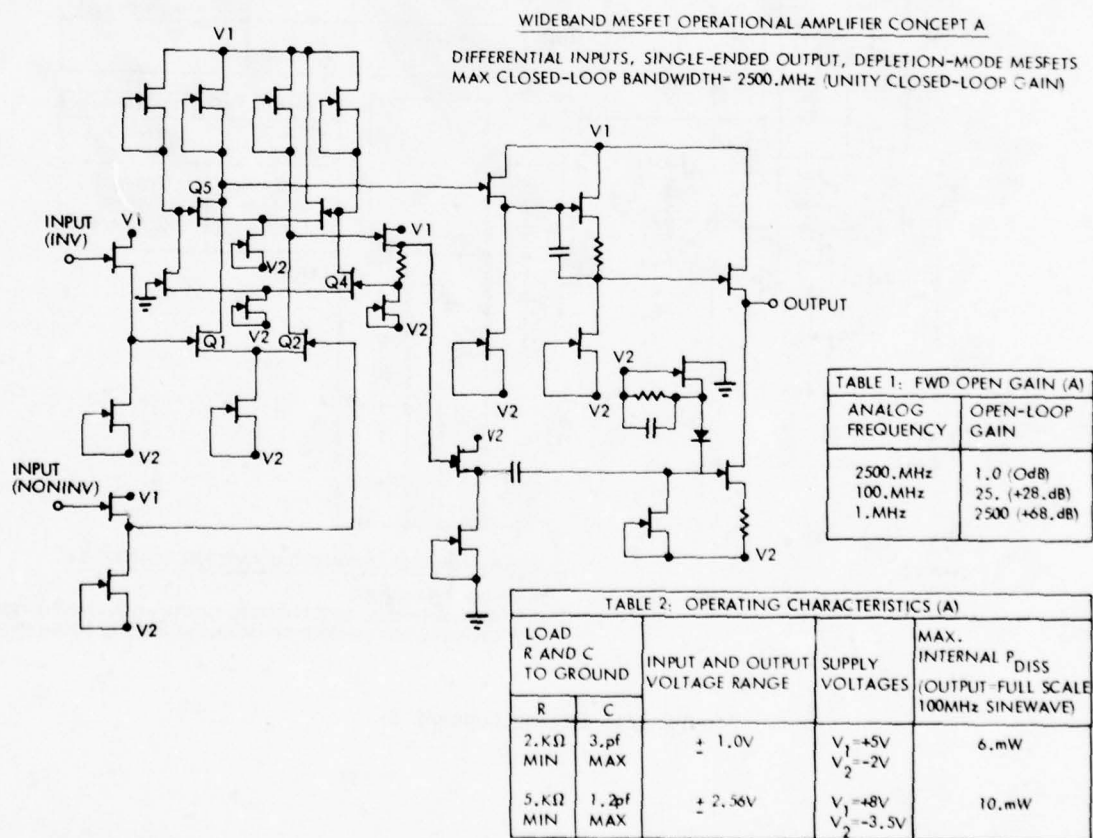 WIDEBAND MESFET OPERATIONAL AMPLIFIER CONCEPT A
DIFFERENTIAL INPUTS, SINGLE-ENDED OUTPUT, DEPLETION-MODE MESFETS
MAX CLOSED-LOOP BANDWIDTH= 2500.MHz (UNITY CLOSED-LOOP GAIN)
V1
V1
Q5
V1
INPUT
(INV)
V1
V2
Q4
V2
V2
Q1
Q2
OUTPUT
V2
V2
V2
V2
V2
V2
INPUT
(NONINV)
V1
V2
V2
V2
TABLE 1: FWD OPEN GAIN (A)
ANALOG FREQUENCY
OPEN-LOOP GAIN
2500.MHz 1.0 (0dB)
100.MHz 25. (+28.dB)
1.MHz 2500 (+68.dB)
TABLE 2: OPERATING CHARACTERISTICS (A)
LOAD
R AND C
TO GROUND
INPUT AND OUTPUT
VOLTAGE RANGE
SUPPLY
VOLTAGES
MAX.
INTERNAL PDISS
(OUTPUT=FULL SCALE
100MHz SINEWAVE)
R C
2.KΩ 3.pf ± 1.0V V1=+5V 6.mW
MIN MAX V2=-2V
5.KΩ 1.2pf ± 2.56V V1=+8V 10.mW
MIN MAX V2=-3.5V